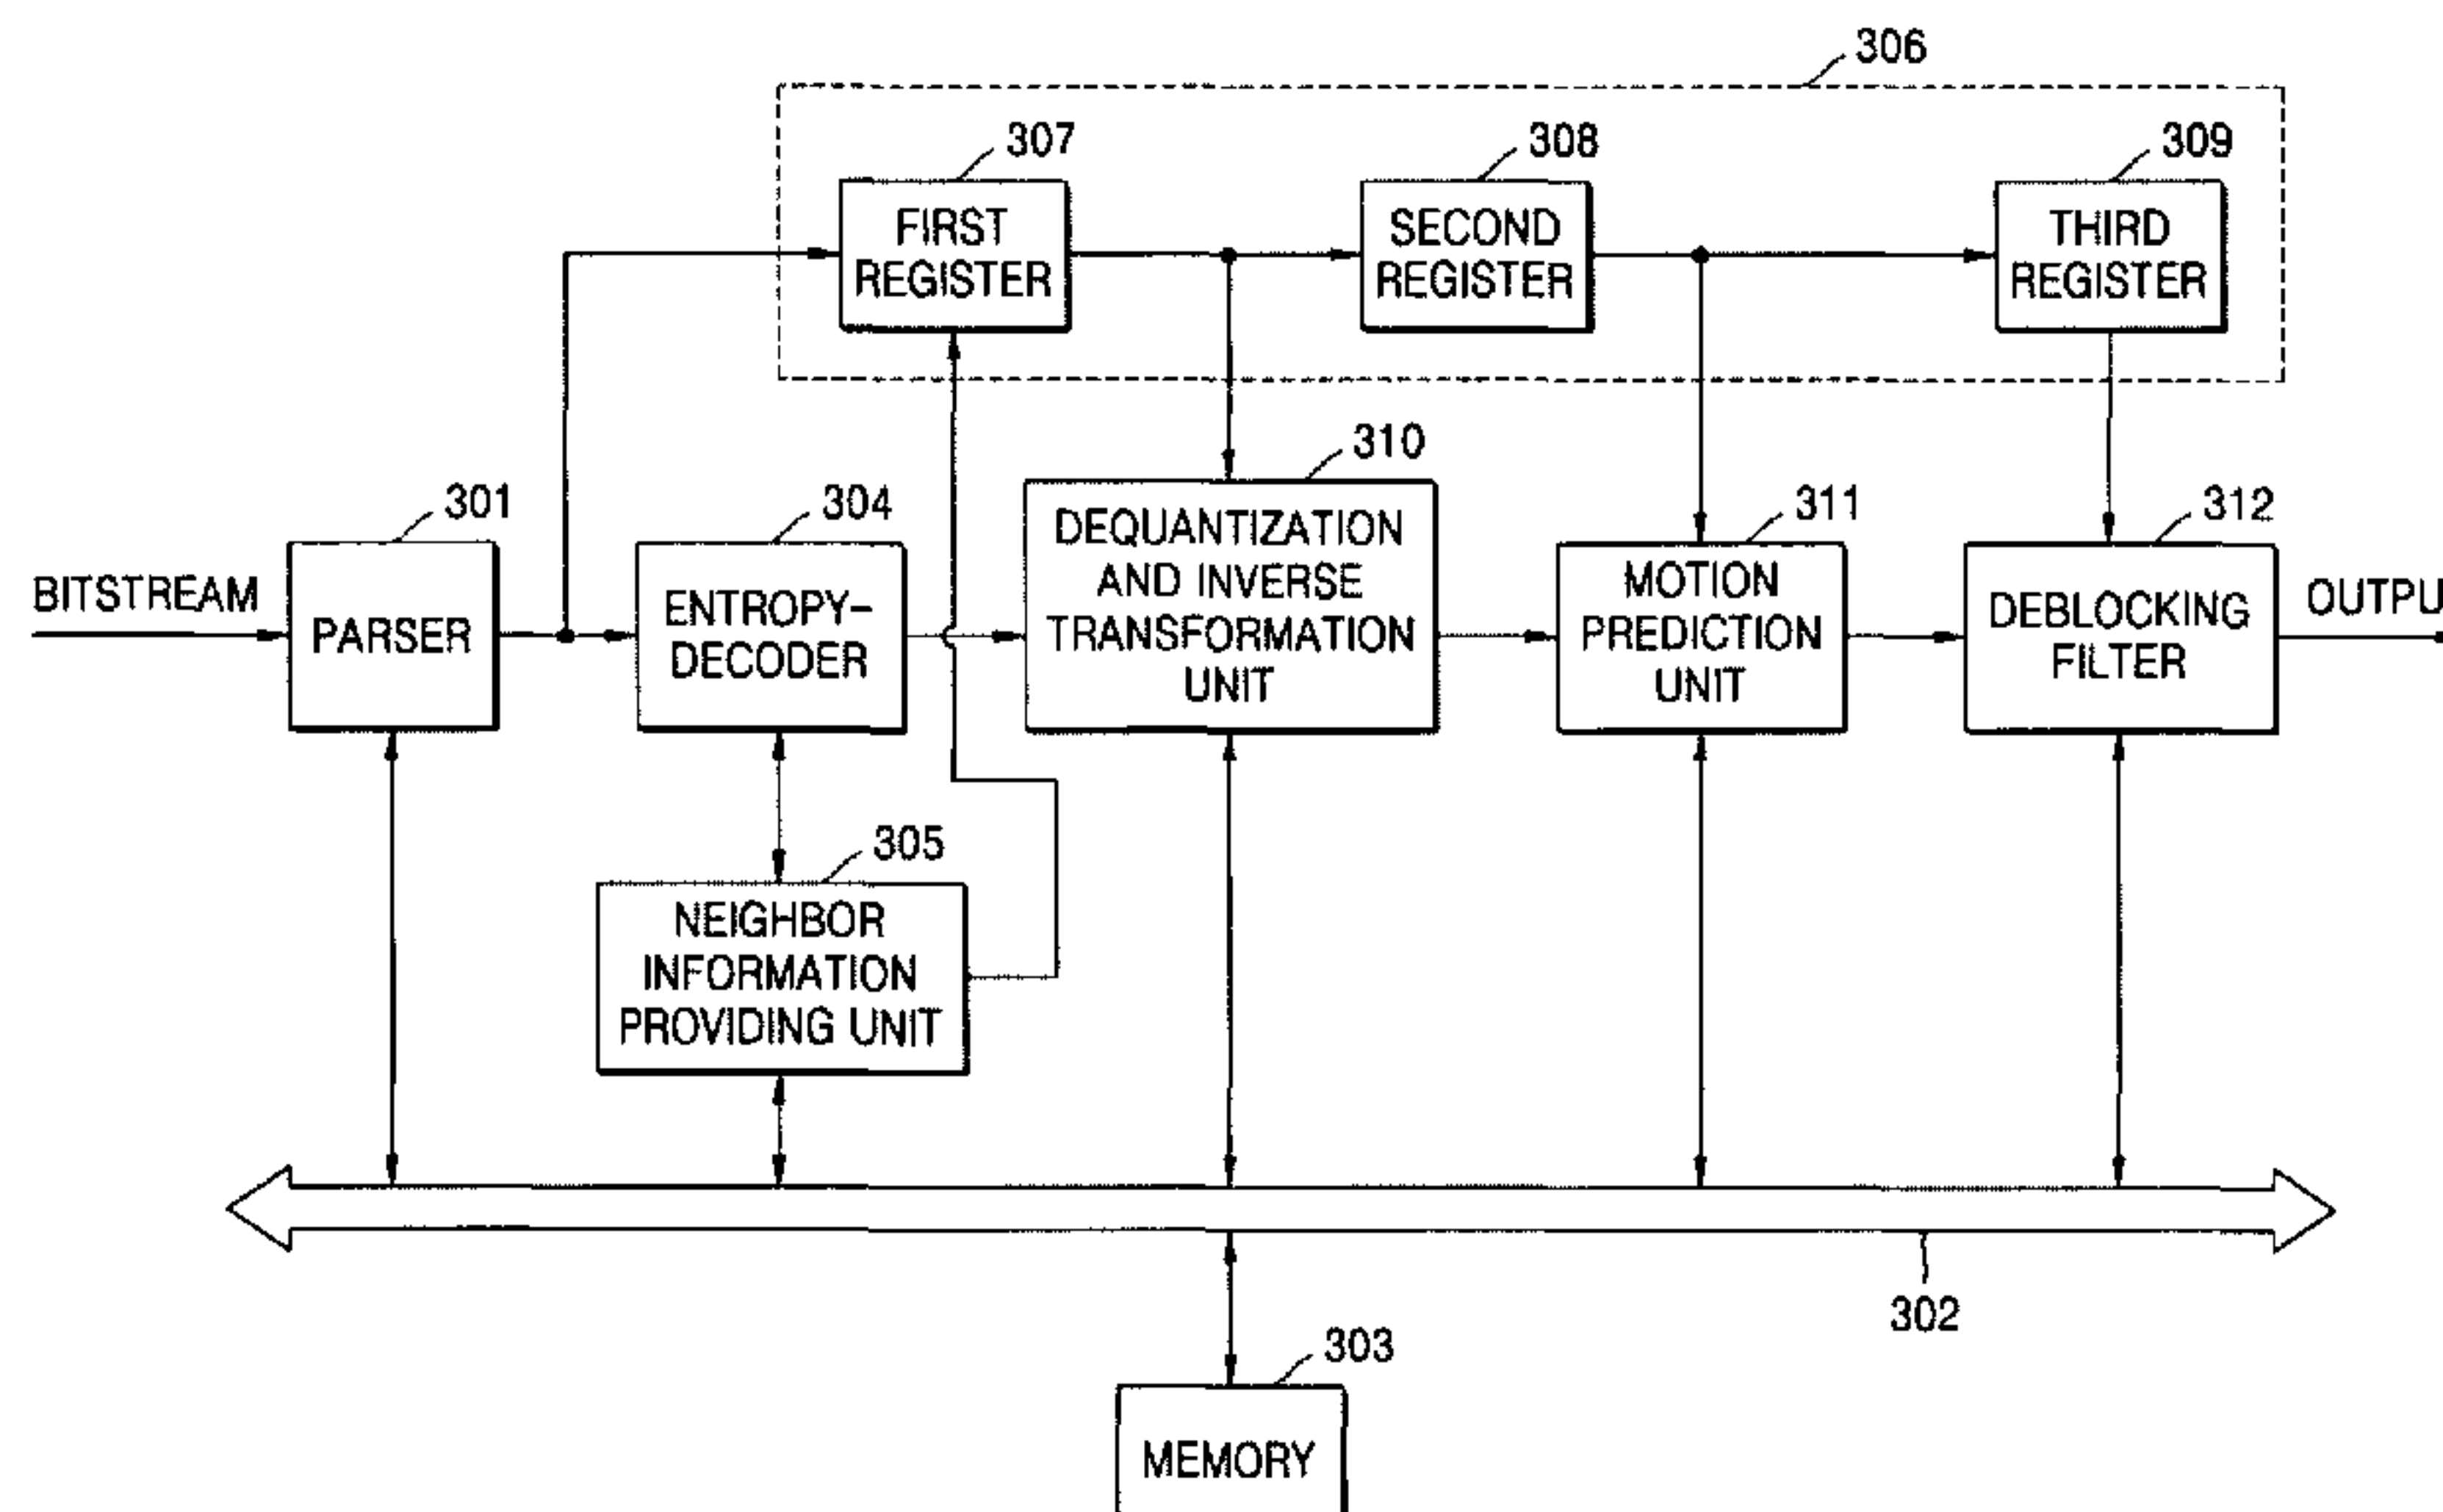 306
307
308
309
FIRST
REGISTER
SECOND
REGISTER
THIRD
REGISTER
301
304
310
311
312
BITSTREAM
PARSER
ENTROPY-
DECODER
DEQUANTIZATION
AND INVERSE
TRANSFORMATION
UNIT
MOTION
PREDICTION
UNIT
DEBLOCKING
FILTER
OUTPU
305
NEIGHBOR
INFORMATION
PROVIDING UNIT
302
303
MEMORY